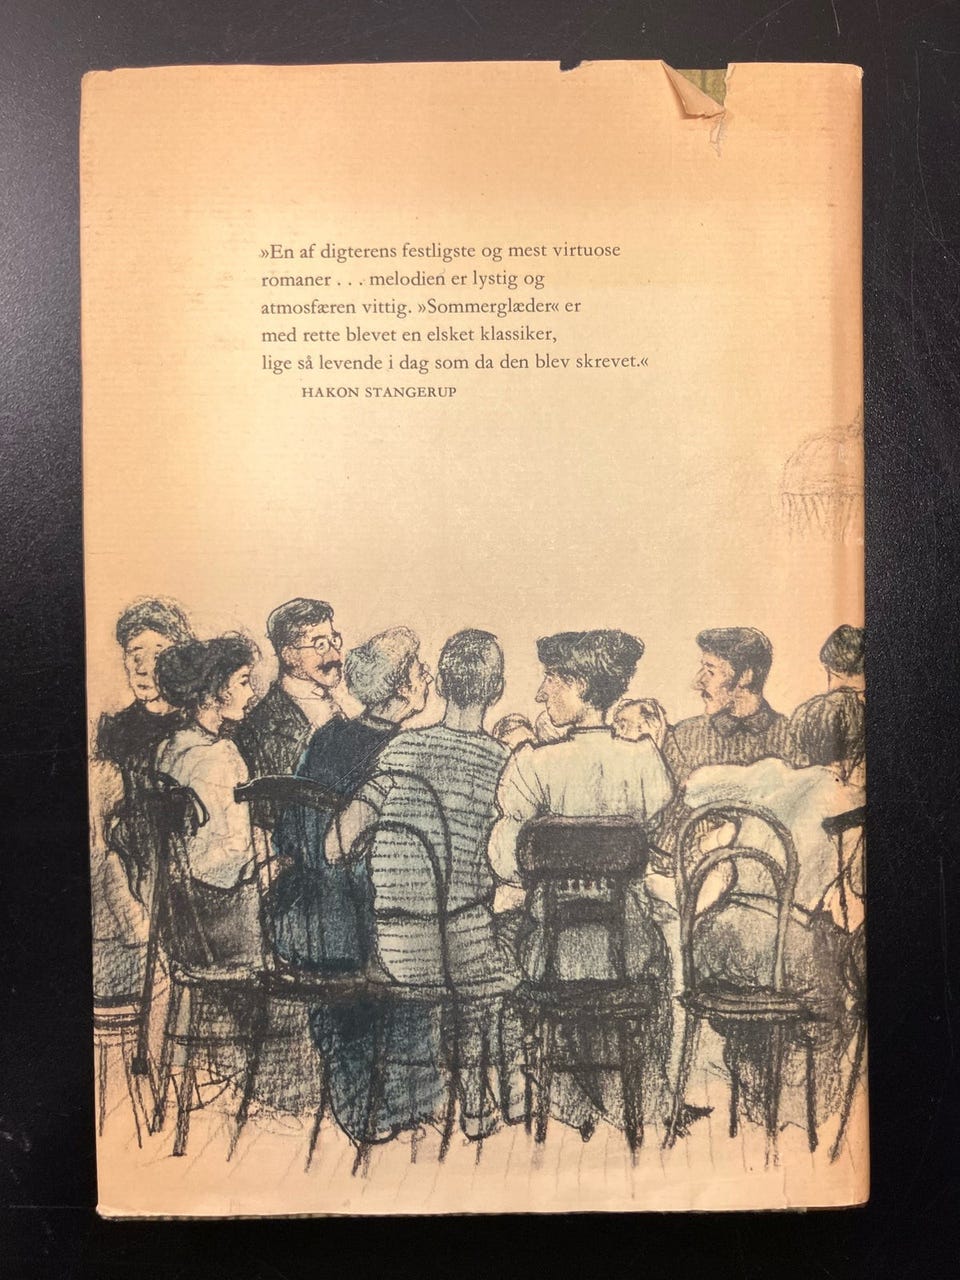 »En af digterens festligste og mest virtuose
romaner . . . melodien er lystig og
atmosfæren vittig. »Sommerglæder« er
med rette blevet en elsket klassiker,
lige så levende i dag som da den blev skrevet.«
HAKON STANGERUP